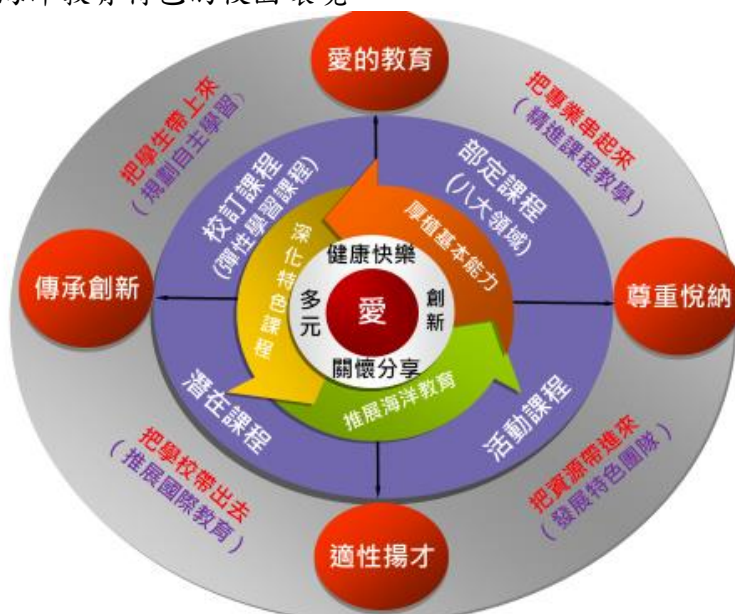 愛的教育
把學生帶上來
(規劃自主學習)
把專業串起來
(精進課程教學)
校訂課程
(彈性學習課程)
部定課程
(八大領域)
深化特色課程
厚植基本能力
健康快樂
傳承創新
多元
愛
創新
尊重悅納
關懷分享
推展海洋教育
潛在課程
活動課程
把學校帶出去
(推展國際教育)
把資源帶進來
(發展特色團隊)
適性揚才